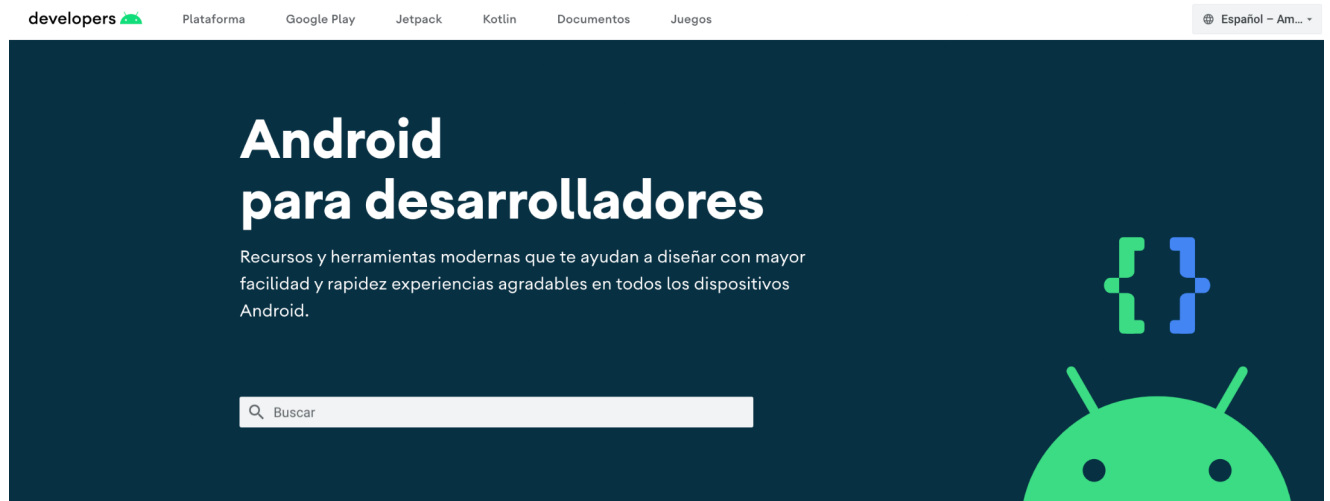 developers Plataforma Google Play Jetpack Kotlin Documentos Juegos Español – Am...
Android
para desarrolladores
Recursos y herramientas modernas que te ayudan a diseñar con mayor
facilidad y rapidez experiencias agradables en todos los dispositivos
Android.
{ }
Buscar